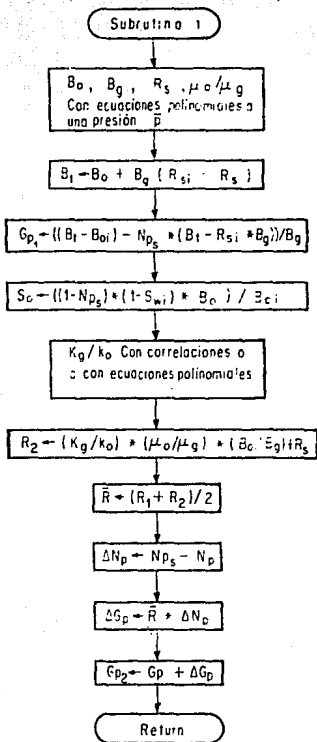 Subrutina 1
Bo , Bg , Rs , μo/μg
Con ecuaciones polinomiales a
una presión p̄
Bt ← Bo + Bg ( Rsi - Rs )
Gp1 ← ((Bt - Boi) - Nps * (Bt - Rsi * Bg))/Bg
So ← ((1-Nps) * (1-Swi) * Bo ) / Boi
Kg/ko Con correlaciones o
o con ecuaciones polinomiales
R2 ← (Kg/ko) * (μo/μg) * (Bo/Bg)+Rs
R̄ ← (R1 + R2)/2
ΔNp ← Nps - Np
ΔGp ← R̄ * ΔNp
Gp2 ← Gp + ΔGp
Return